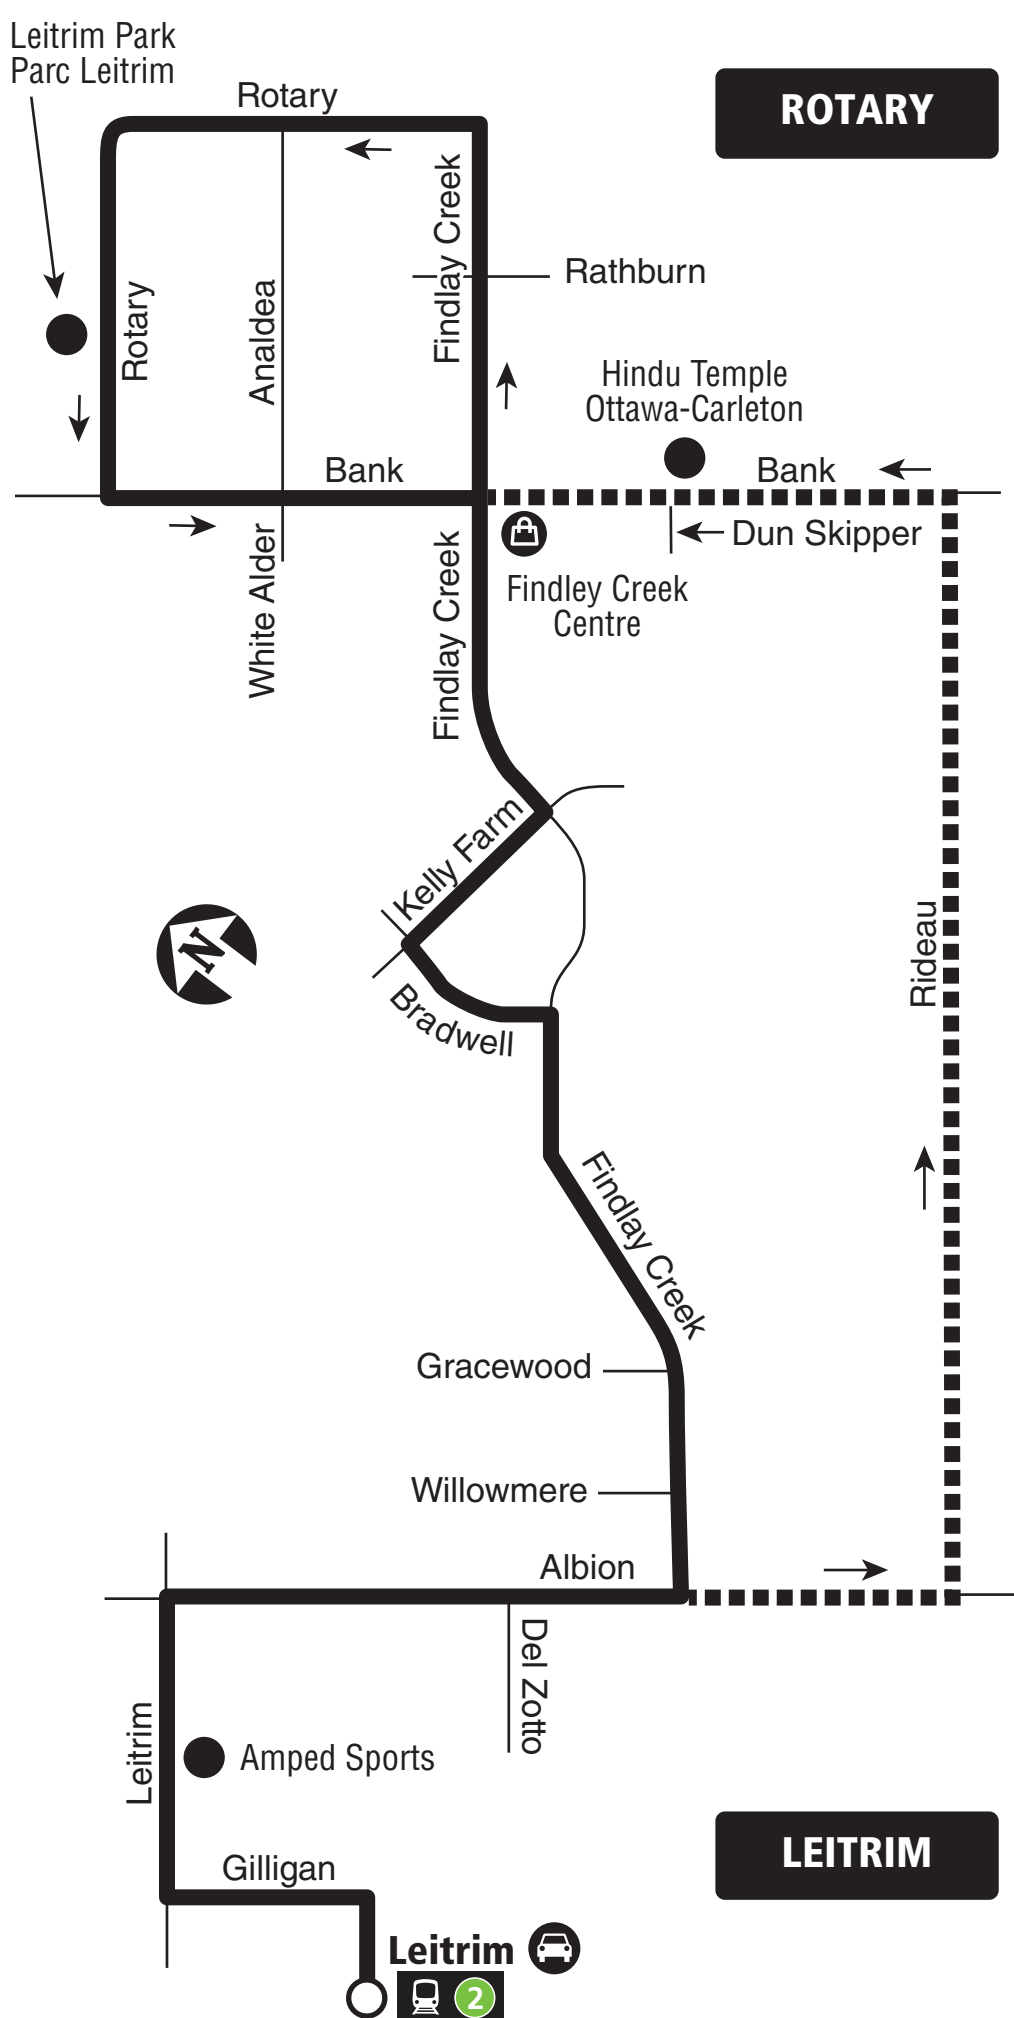 Leitrim Park
Parc Leitrim
ROTARY
Rotary
Findlay Creek
Rathburn
Rotary
Analdea
Hindu Temple
Ottawa-Carleton
Bank
Bank
Dun Skipper
White Alder
Findlay Creek
Findley Creek
Centre
Kelly Farm
N
Rideau
Bradwell
Findlay Creek
Gracewood
Willowmere
Albion
Del Zotto
Leitrim
Amped Sports
LEITRIM
Gilligan
Leitrim
2